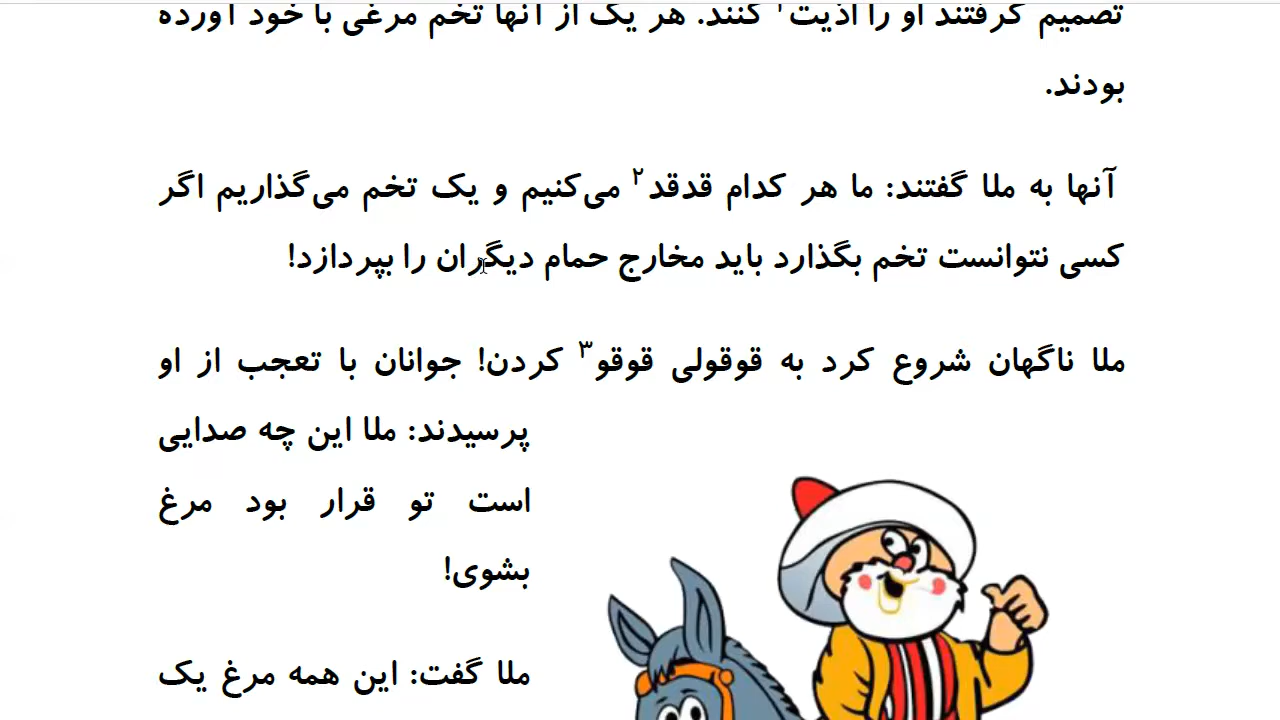 تصمیم گرفتند او را اذیت۱ کنند. هر یک از آنها تخم مرغی با خود آورده
بودند.
آنها به ملا گفتند: ما هر کدام قدقد۲ می‌کنیم و یک تخم می‌گذاریم اگر
کسی نتوانست تخم بگذارد باید مخارج حمام دیگران را بپردازد!
ملا ناگهان شروع کرد به قوقولی قوقو۳ کردن! جوانان با تعجب از او
پرسیدند: ملا این چه صدایی
است تو قرار بود مرغ
بشوی!
ملا گفت: این همه مرغ یک